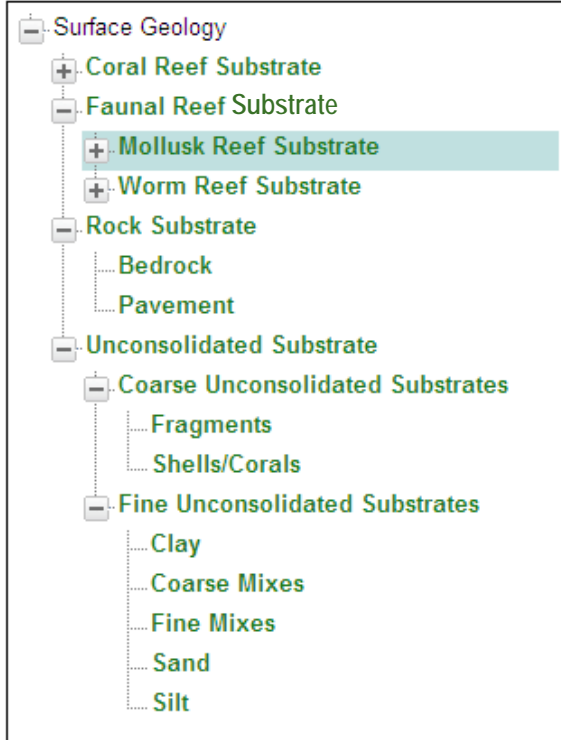 Surface Geology
Coral Reef Substrate
Faunal Reef Substrate
Mollusk Reef Substrate
Worm Reef Substrate
Rock Substrate
Bedrock
Pavement
Unconsolidated Substrate
Coarse Unconsolidated Substrates
Fragments
Shells/Corals
Fine Unconsolidated Substrates
Clay
Coarse Mixes
Fine Mixes
Sand
Silt